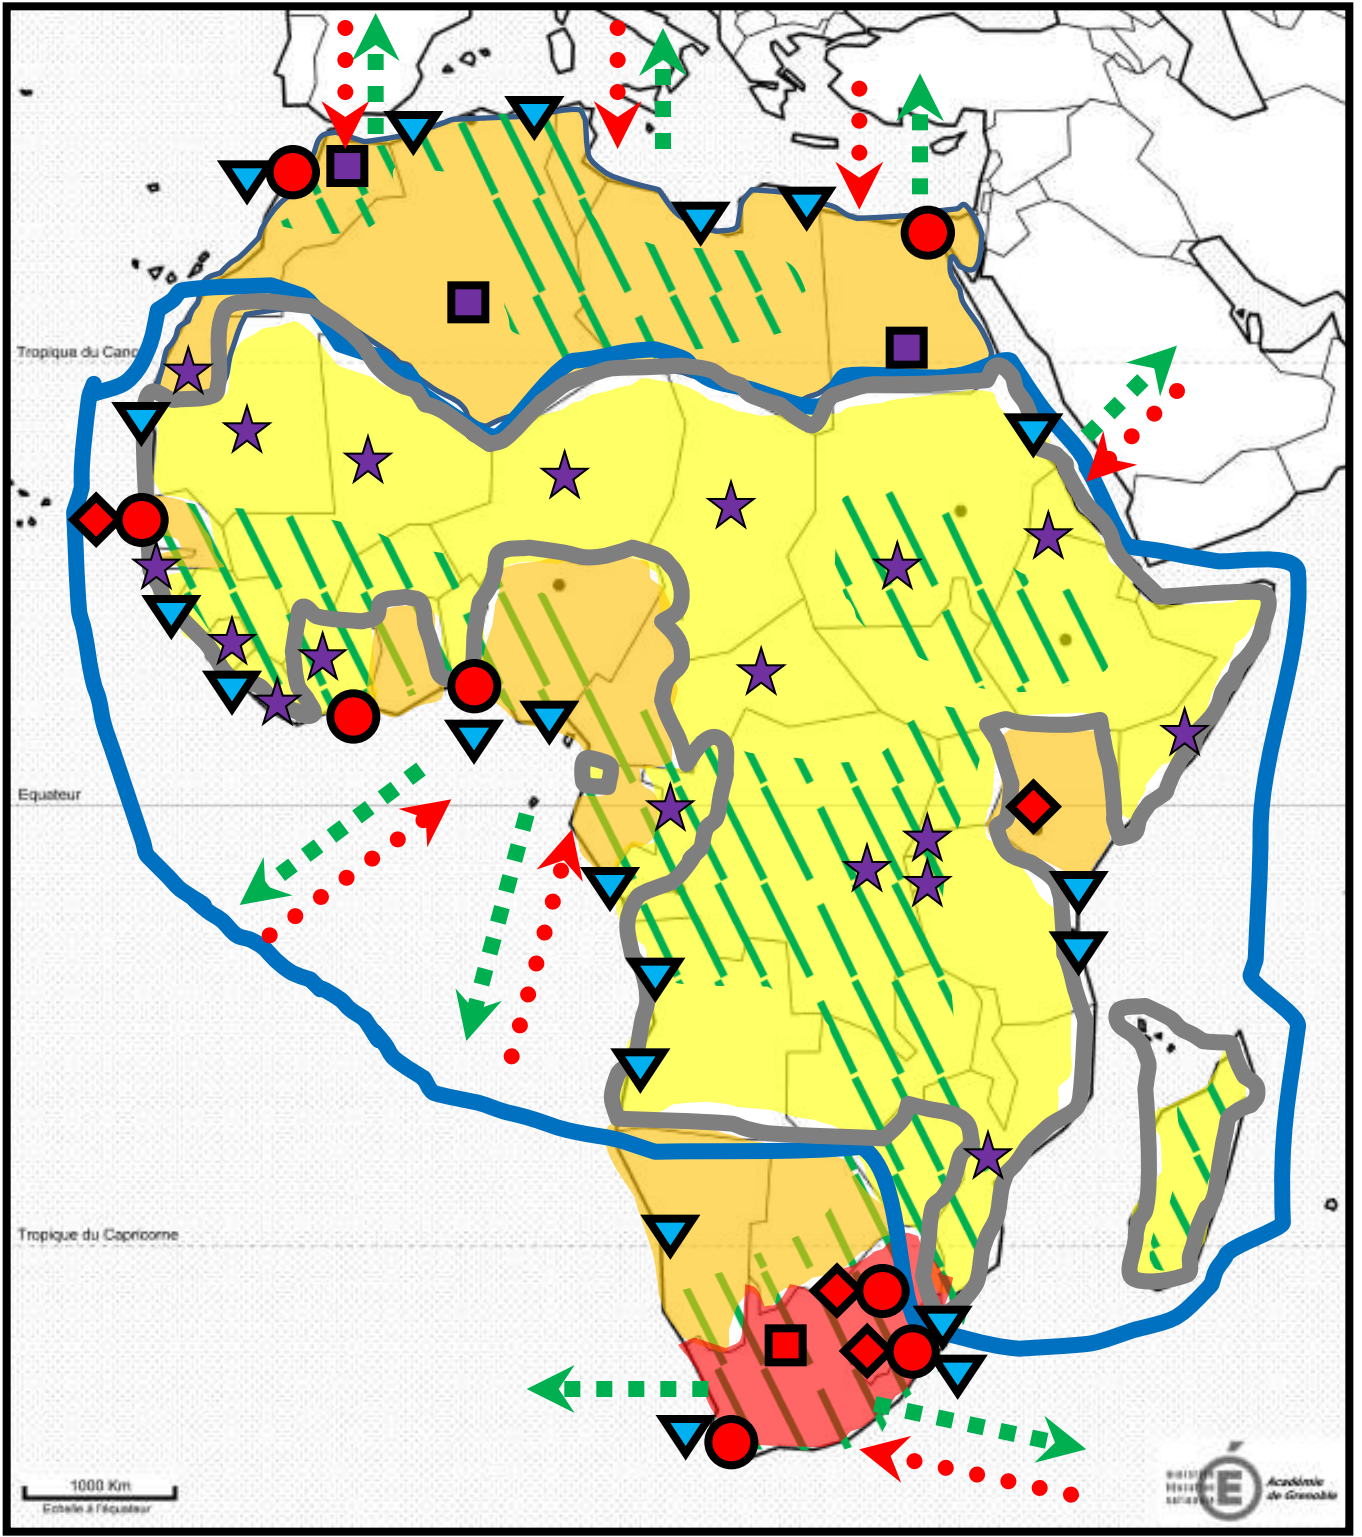 Tropique du Canc
Equateur
Tropique du Capricorne
1000 Km
Echelle à l'équateur
Académie
de Grenoble